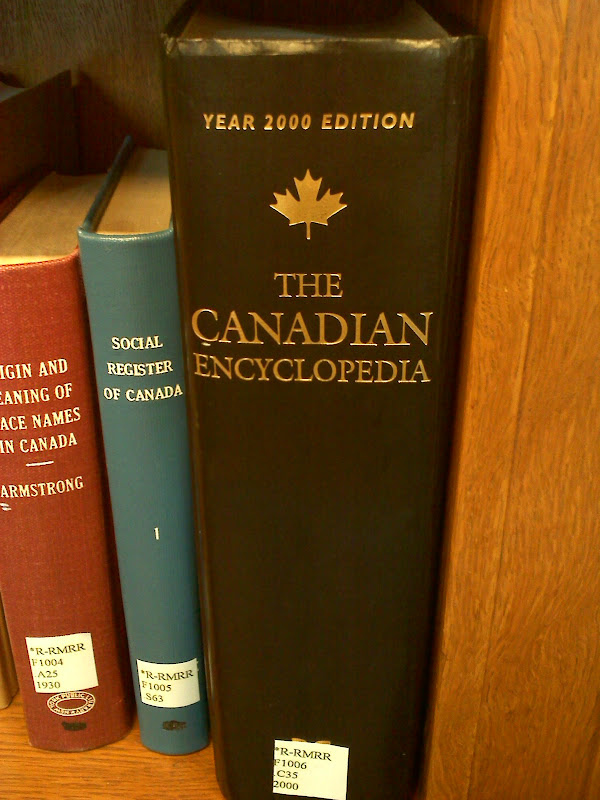 IGIN AND
EANING OF
ACE NAMES
IN CANADA
ARMSTRONG
*R-RMRR
F1004
.A25
1930
SOCIAL
REGISTER
OF CANADA
1
*R-RMRR
F1005
.S63
YEAR 2000 EDITION
THE
CANADIAN
ENCYCLOPEDIA
*R-RMRR
F1006
.C35
2000